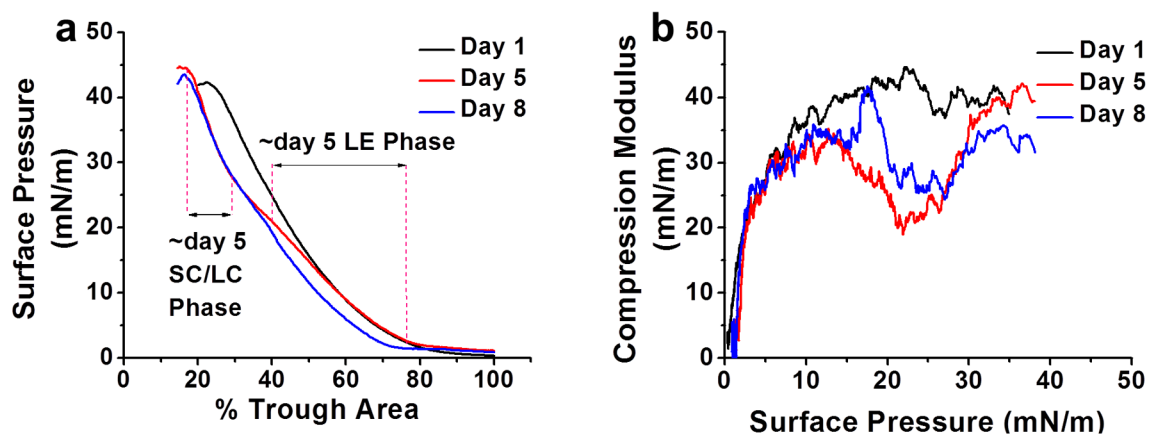 a
Surface Pressure
(mN/m)
50
40
30
20
10
0
Day 1
Day 5
Day 8
~day 5 LE Phase
~day 5
SC/LC
Phase
0 20 40 60 80 100
% Trough Area
b
Compression Modulus
(mN/m)
50
40
30
20
10
0
Day 1
Day 5
Day 8
0 10 20 30 40 50
Surface Pressure (mN/m)